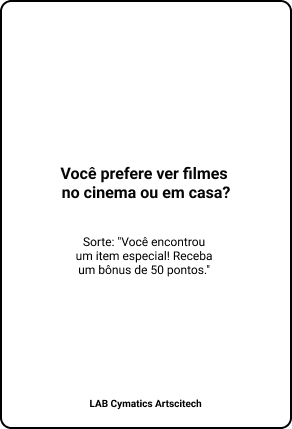 Você prefere ver filmes
no cinema ou em casa?
Sorte: "Você encontrou
um item especial! Receba
um bônus de 50 pontos."
LAB Cymatics Artscitech